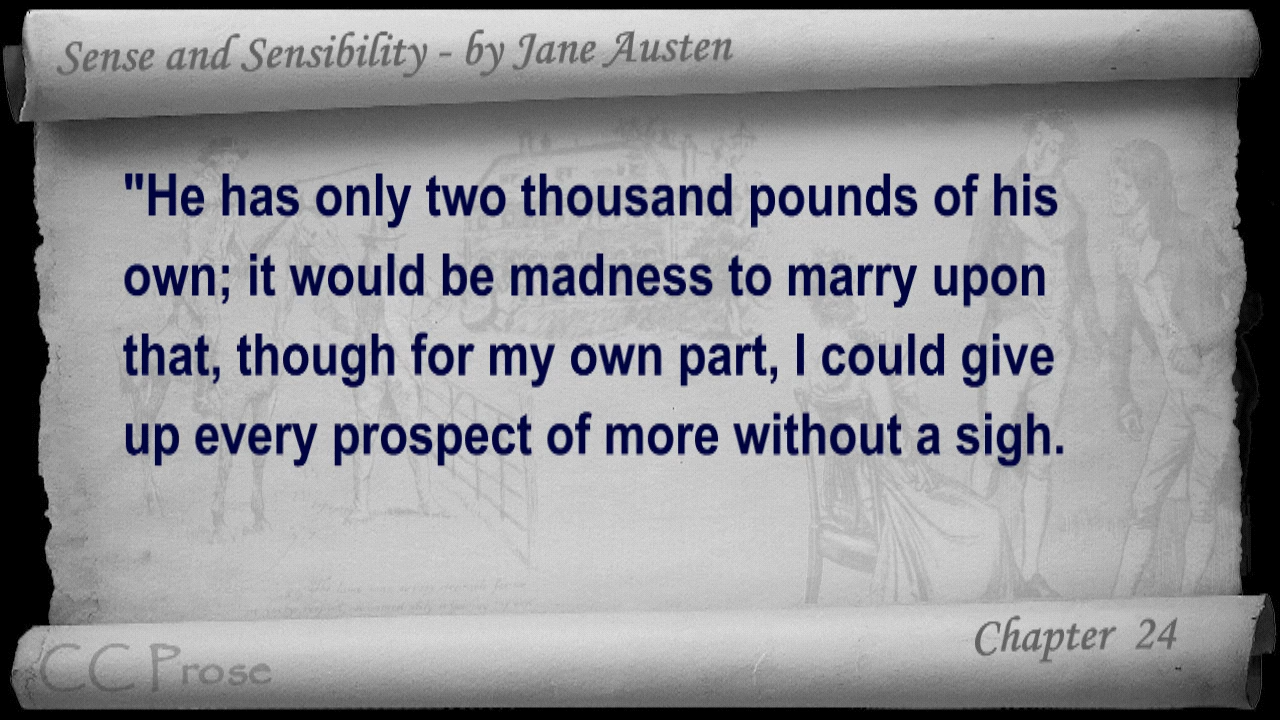 Sense and Sensibility - by Jane Austen
"He has only two thousand pounds of his
own; it would be madness to marry upon
that, though for my own part, I could give
up every prospect of more without a sigh.
Chapter 24
CC Prose